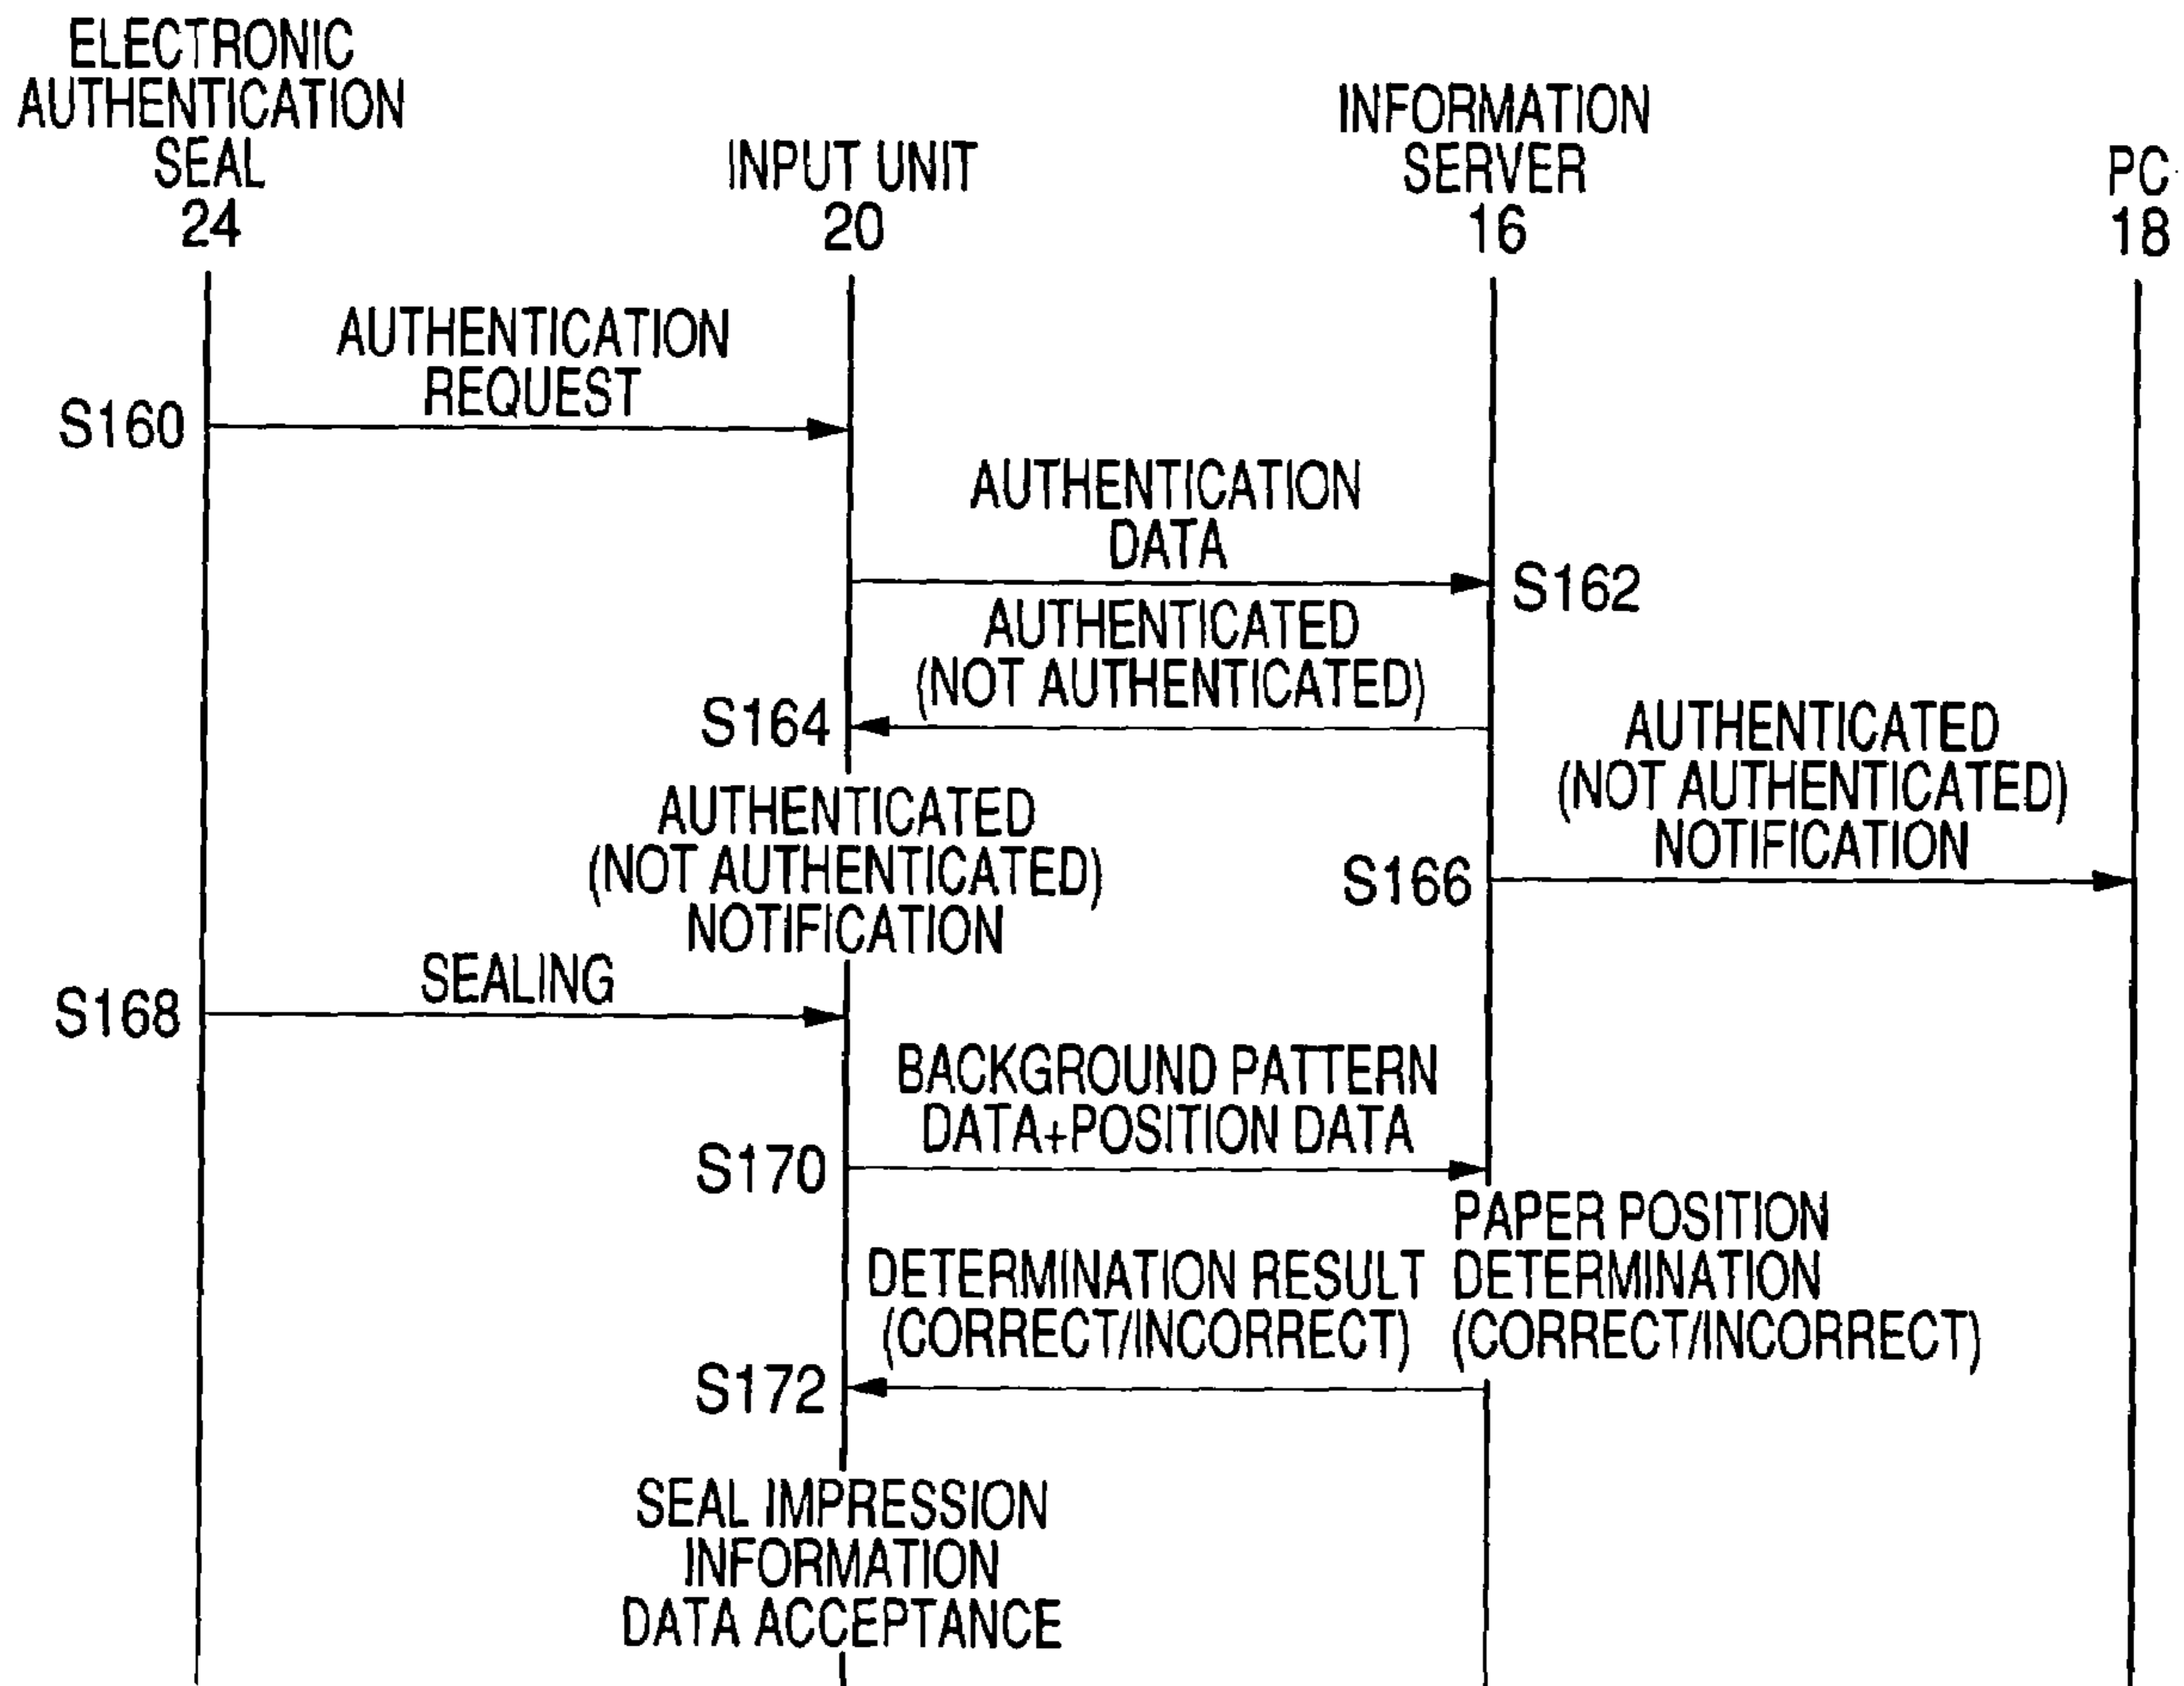 ELECTRONIC
AUTHENTICATION
SEAL
24
INPUT UNIT
20
INFORMATION
SERVER
16
PC
18
AUTHENTICATION
REQUEST
S160
AUTHENTICATION
DATA
S162
AUTHENTICATED
(NOT AUTHENTICATED)
S164
AUTHENTICATED
(NOT AUTHENTICATED)
NOTIFICATION
S166
AUTHENTICATED
(NOT AUTHENTICATED)
NOTIFICATION
SEALING
S168
BACKGROUND PATTERN
DATA+POSITION DATA
S170
PAPER POSITION
DETERMINATION
(CORRECT/INCORRECT)
DETERMINATION RESULT
(CORRECT/INCORRECT)
S172
SEAL IMPRESSION
INFORMATION
DATA ACCEPTANCE